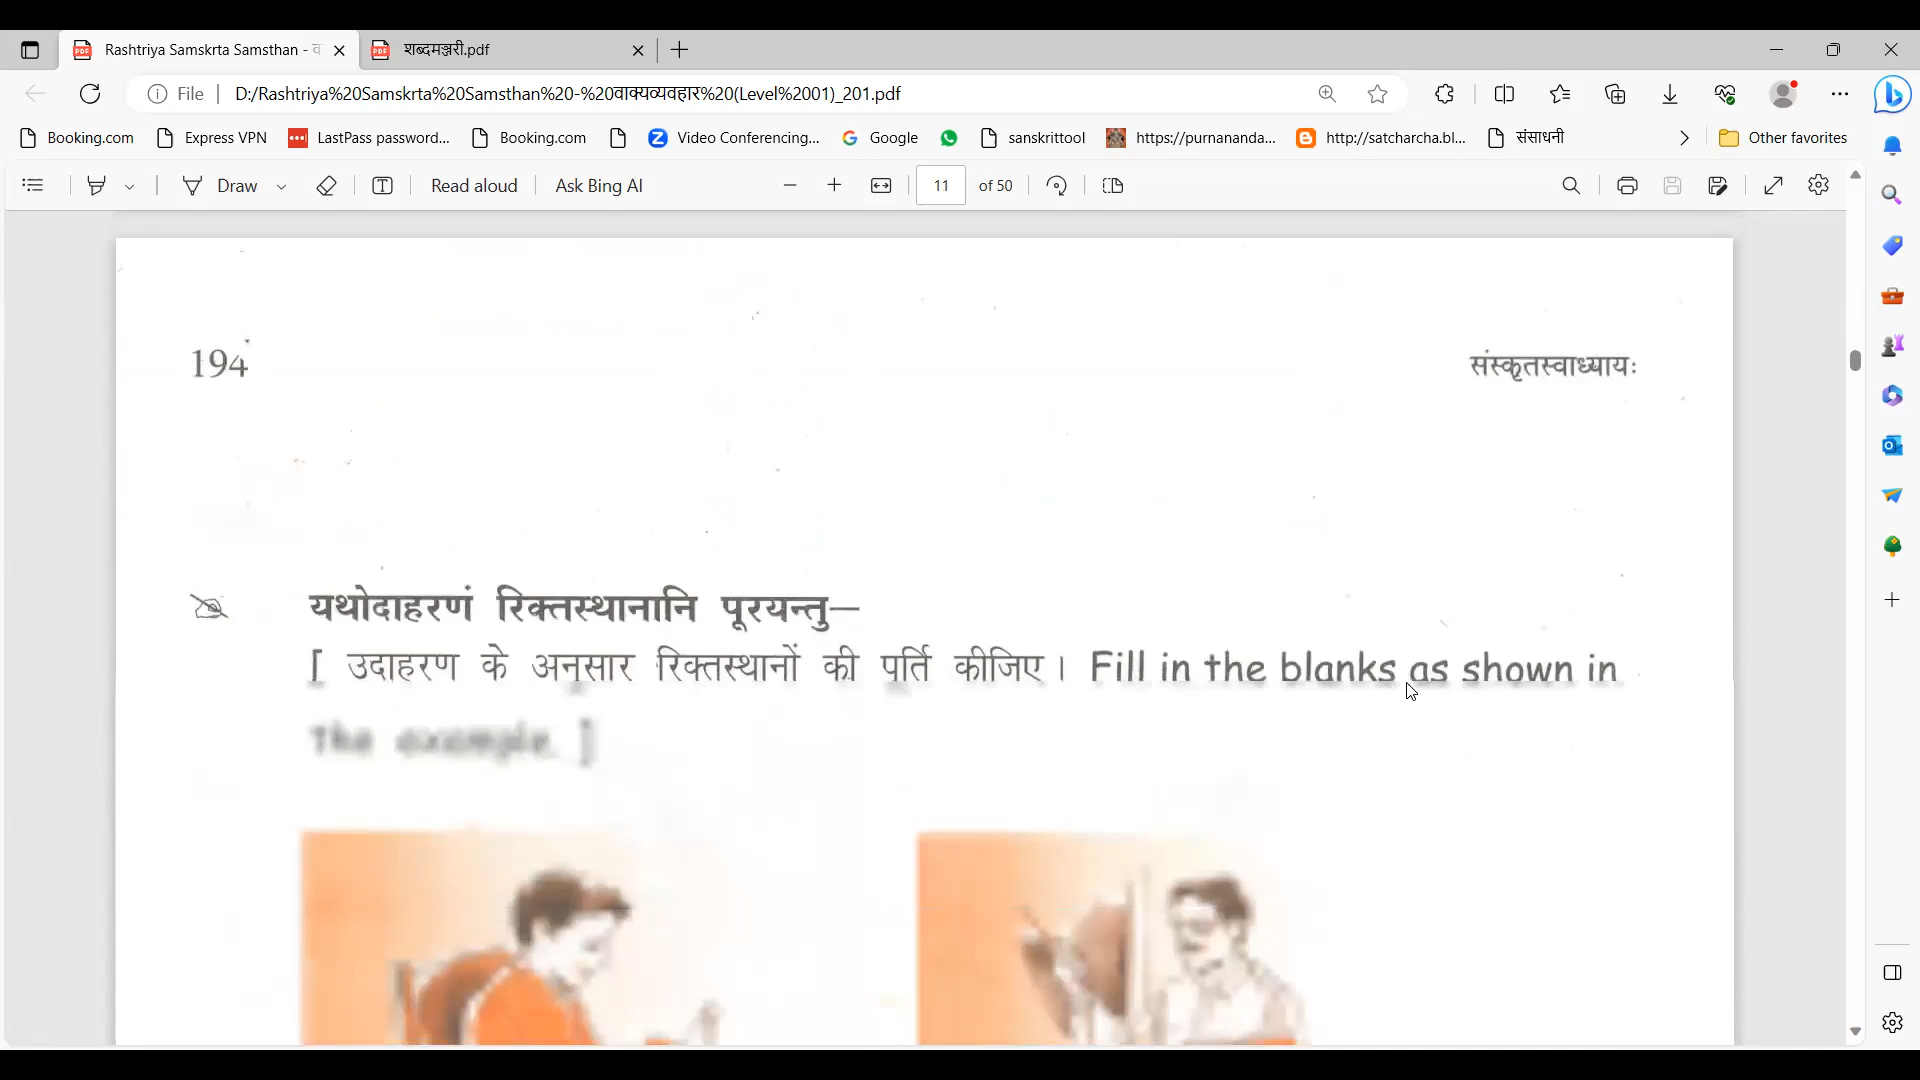 Rashtriya Samskrta Samsthan - व
शब्दमञ्जरी.pdf
File D:/Rashtriya%20Samskrta%20Samsthan%20-%20वाक्यव्यवहार%20(Level%2001)_201.pdf
Booking.com Express VPN LastPass password... Booking.com Video Conferencing... Google sanskrittool https://purnananda... http://satcharcha.bl... संसाधनी Other favorites
Draw Read aloud Ask Bing AI 11 of 50
194 संस्कृतस्वाध्यायः
यथोदाहरणं रिक्तस्थानानि पूरयन्तु—
[ उदाहरण के अनुसार रिक्तस्थानों की पूर्ति कीजिए। Fill in the blanks as shown in
the example. ]